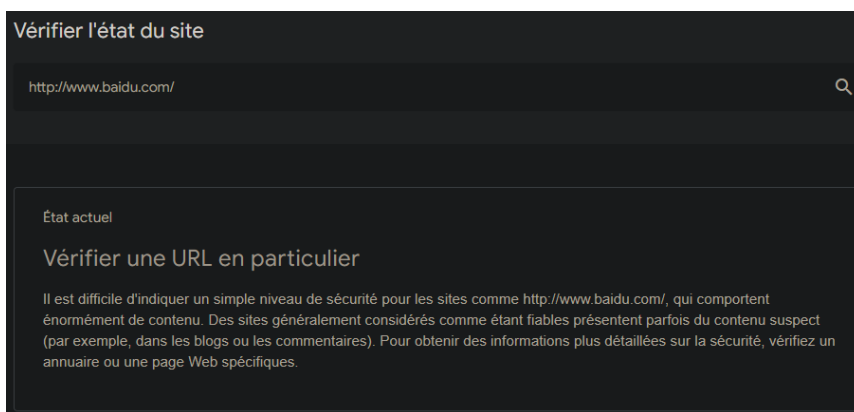 Vérifier l'état du site
http://www.baidu.com/
État actuel
Vérifier une URL en particulier
Il est difficile d'indiquer un simple niveau de sécurité pour les sites comme http://www.baidu.com/, qui comportent
énormément de contenu. Des sites généralement considérés comme étant fiables présentent parfois du contenu suspect
(par exemple, dans les blogs ou les commentaires). Pour obtenir des informations plus détaillées sur la sécurité, vérifiez un
annuaire ou une page Web spécifiques.